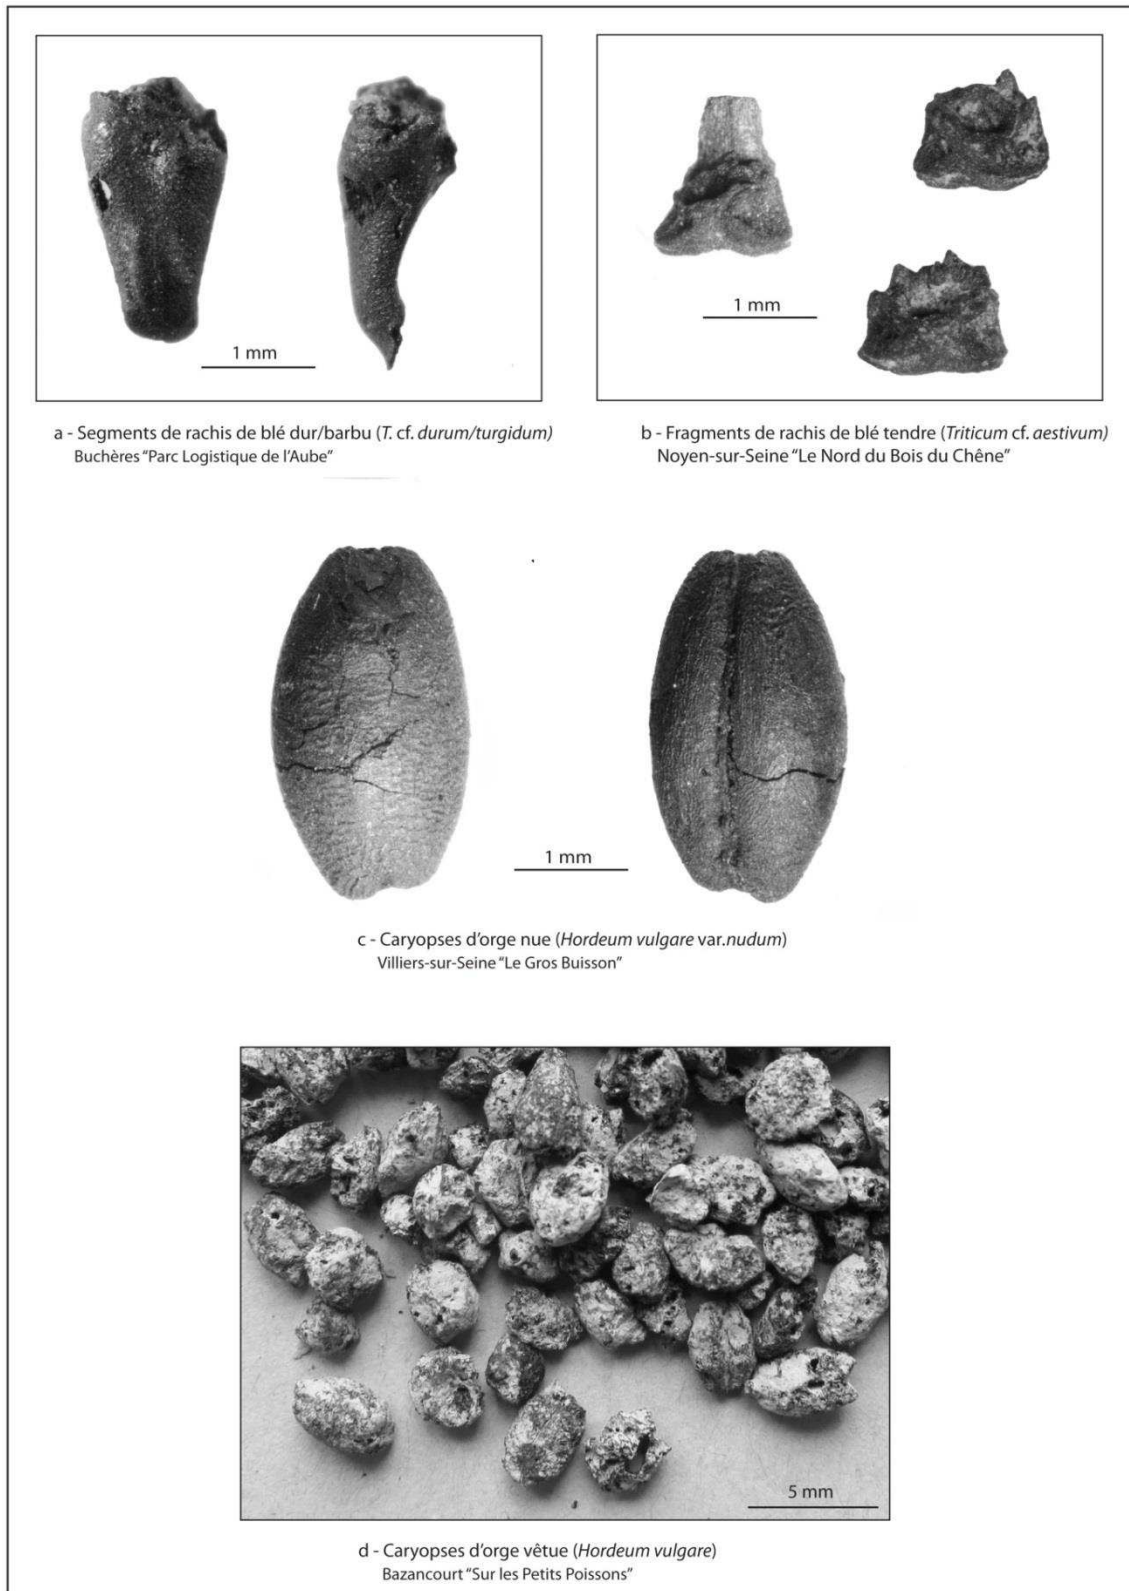 1 mm
1 mm
a - Segments de rachis de blé dur/barbu (T. cf. durum/turgidum)
Buchères "Parc Logistique de l'Aube"
b - Fragments de rachis de blé tendre (Triticum cf. aestivum)
Noyen-sur-Seine "Le Nord du Bois du Chêne"
1 mm
c - Caryopses d'orge nue (Hordeum vulgare var.nudum)
Villiers-sur-Seine "Le Gros Buisson"
5 mm
d - Caryopses d'orge vêtue (Hordeum vulgare)
Bazancourt "Sur les Petits Poissons"